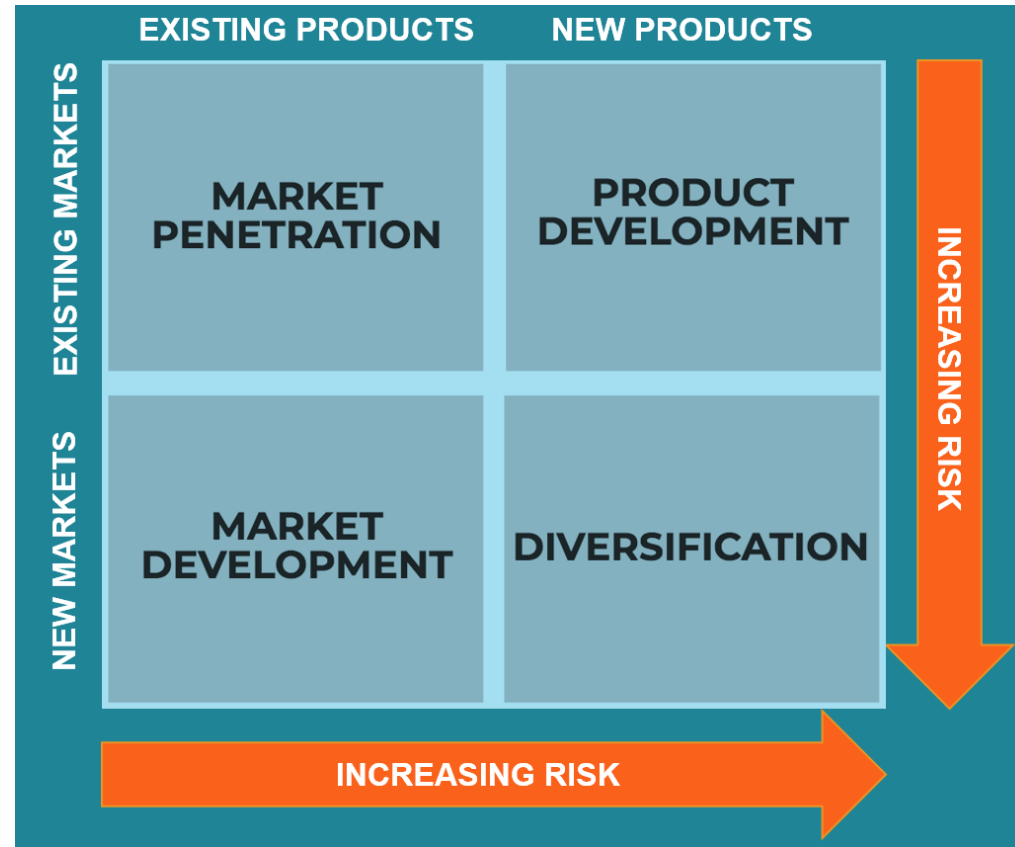 EXISTING PRODUCTS
NEW PRODUCTS
EXISTING MARKETS
MARKET
PENETRATION
PRODUCT
DEVELOPMENT
INCREASING RISK
NEW MARKETS
MARKET
DEVELOPMENT
DIVERSIFICATION
INCREASING RISK